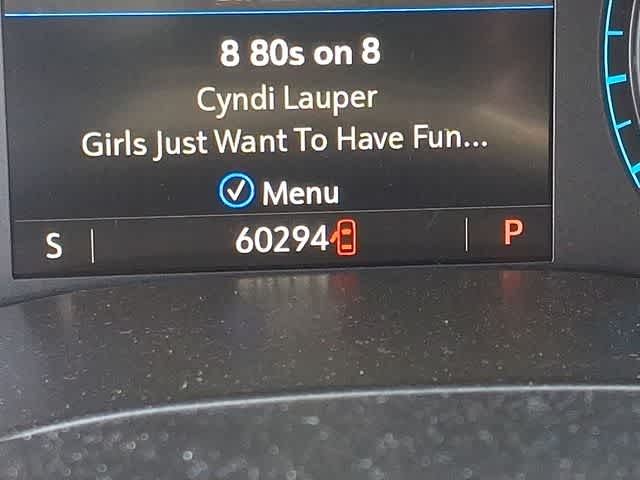 8 80s on 8
Cyndi Lauper
Girls Just Want To Have Fun...
Menu
S 60294 P